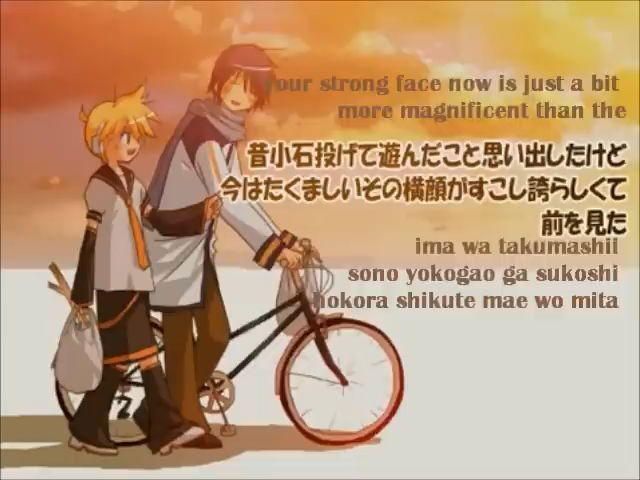 your strong face now is just a bit
more magnificent than the
昔小石投げて遊んだこと思い出したけど
今はたくましいその横顔がすこし誇らしくて
前を見た
ima wa takumashii
sono yokogao ga sukoshi
hokora shikute mae wo mita
2